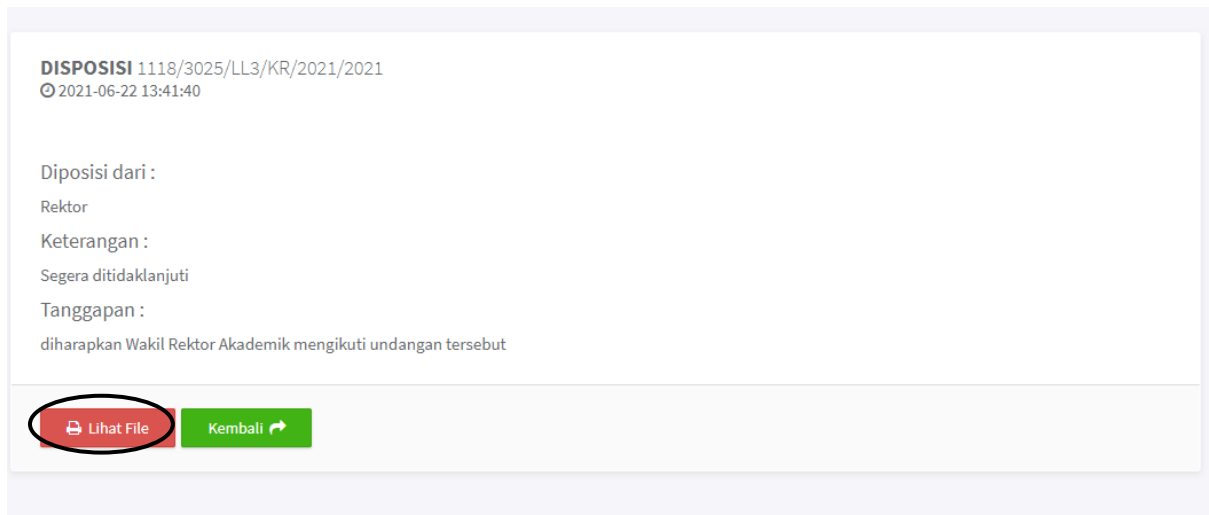 DISPOSISI 1118/3025/LL3/KR/2021/2021
2021-06-22 13:41:40
Diposisi dari :
Rektor
Keterangan :
Segera ditidaklanjuti
Tanggapan :
diharapkan Wakil Rektor Akademik mengikuti undangan tersebut
Lihat File
Kembali